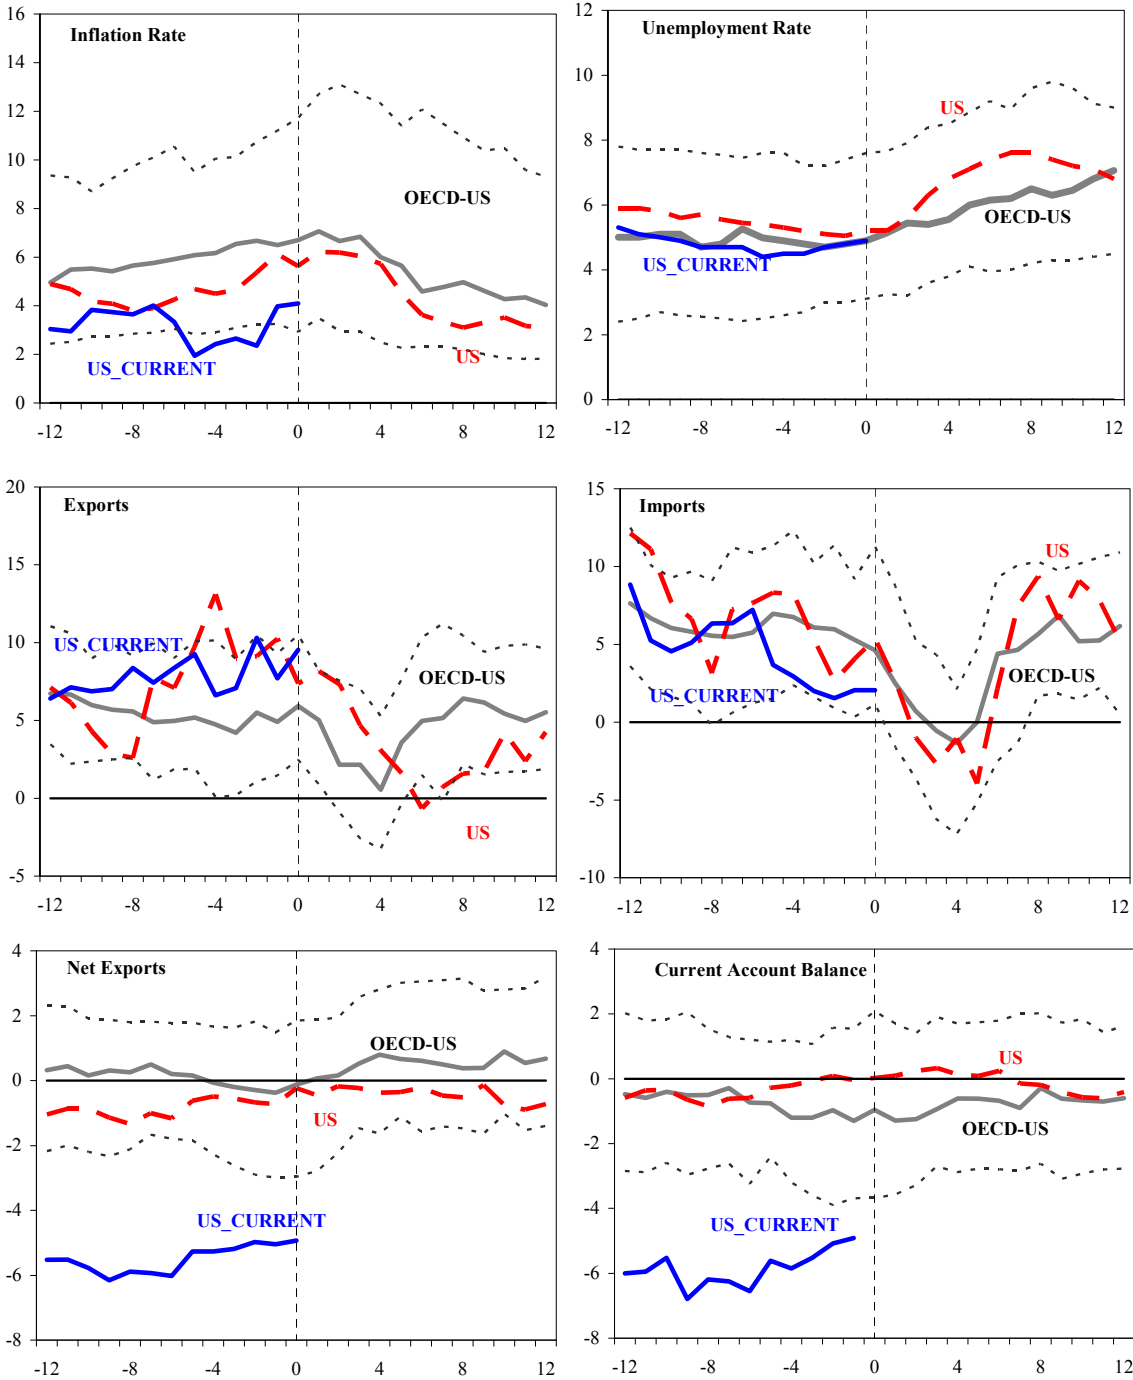 Inflation Rate
16
14
12
10
8
6
4
2
0
OECD-US
US_CURRENT
US
-12 -8 -4 0 4 8 12
Unemployment Rate
12
10
8
6
4
2
0
US
OECD-US
US_CURRENT
-12 -8 -4 0 4 8 12
Exports
20
15
10
5
0
-5
US_CURRENT
OECD-US
US
-12 -8 -4 0 4 8 12
Imports
15
10
5
0
-5
-10
US
OECD-US
US_CURRENT
-12 -8 -4 0 4 8 12
Net Exports
4
2
0
-2
-4
-6
-8
OECD-US
US
US_CURRENT
-12 -8 -4 0 4 8 12
Current Account Balance
4
2
0
-2
-4
-6
-8
US
OECD-US
US_CURRENT
-12 -8 -4 0 4 8 12